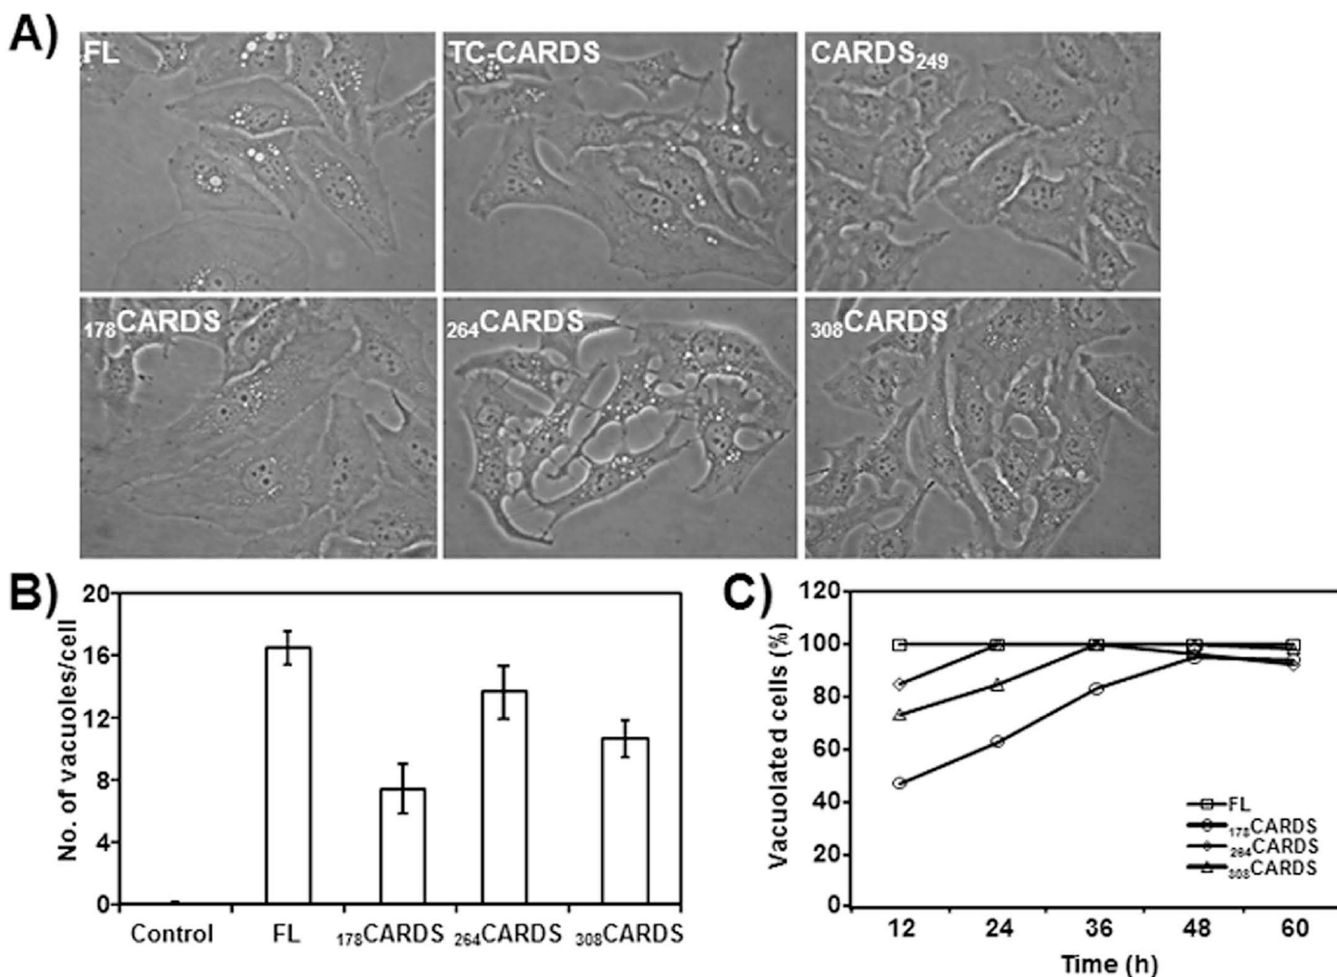 A)
FL
TC-CARDS
CARDS249
178CARDS
264CARDS
308CARDS
B)
No. of vacuoles/cell
20
16
12
8
4
0
Control FL 178CARDS 264CARDS 308CARDS
C)
Vacuolated cells (%)
120
100
80
60
40
20
0
FL
178CARDS
264CARDS
308CARDS
12 24 36 48 60
Time (h)